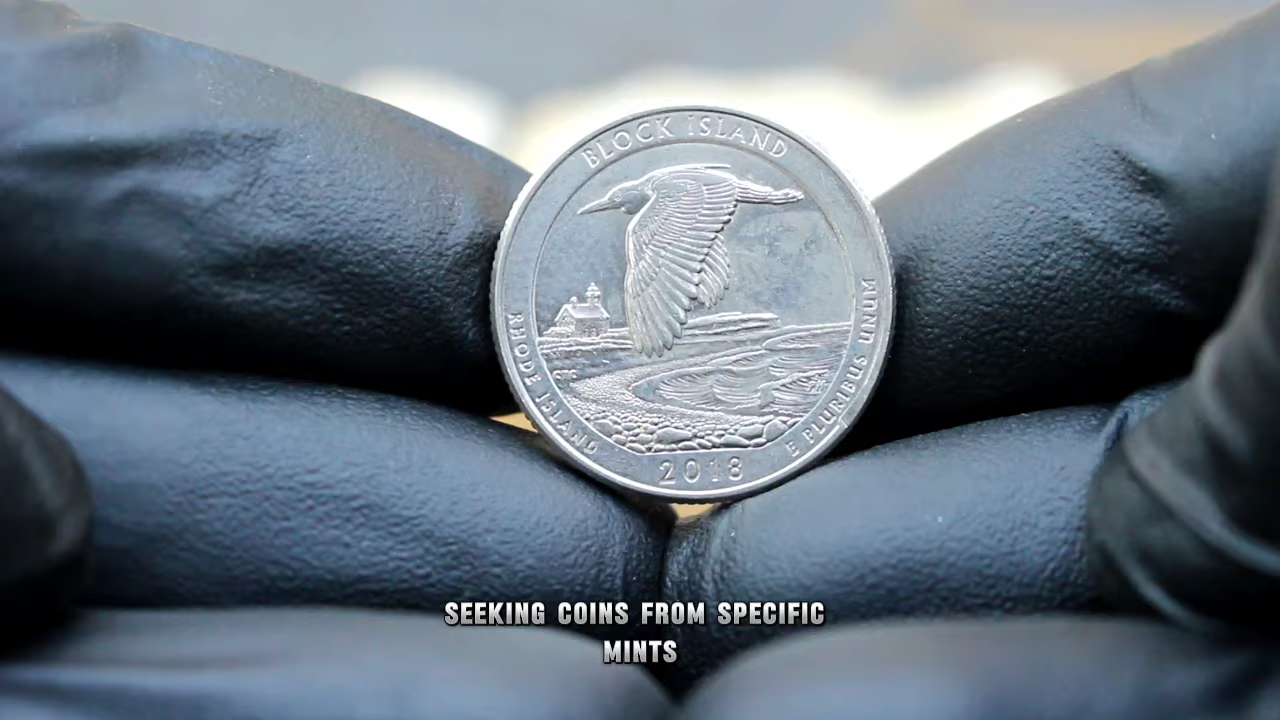 BLOCK ISLAND
RHODE ISLAND
E PLURIBUS UNUM
2018
SEEKING COINS FROM SPECIFIC
MINTS